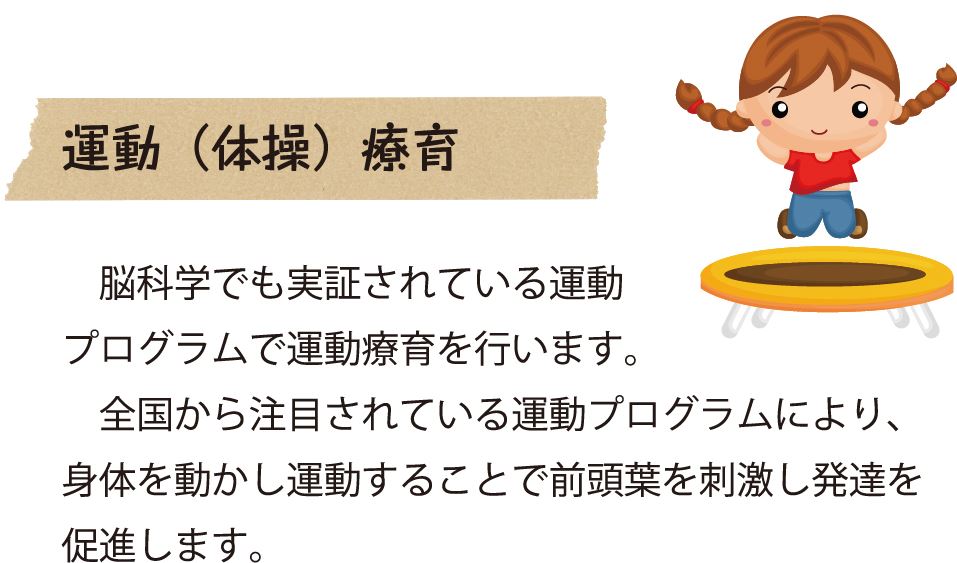 運動（体操）療育
　脳科学でも実証されている運動
プログラムで運動療育を行います。
　全国から注目されている運動プログラムにより、
身体を動かし運動することで前頭葉を刺激し発達を
促進します。